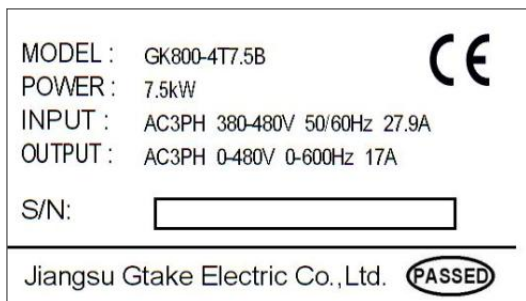 MODEL : GK800-4T7.5B
CE
POWER : 7.5kW
INPUT : AC3PH 380-480V 50/60Hz 27.9A
OUTPUT : AC3PH 0-480V 0-600Hz 17A
S/N:
Jiangsu Gtake Electric Co.,Ltd. PASSED